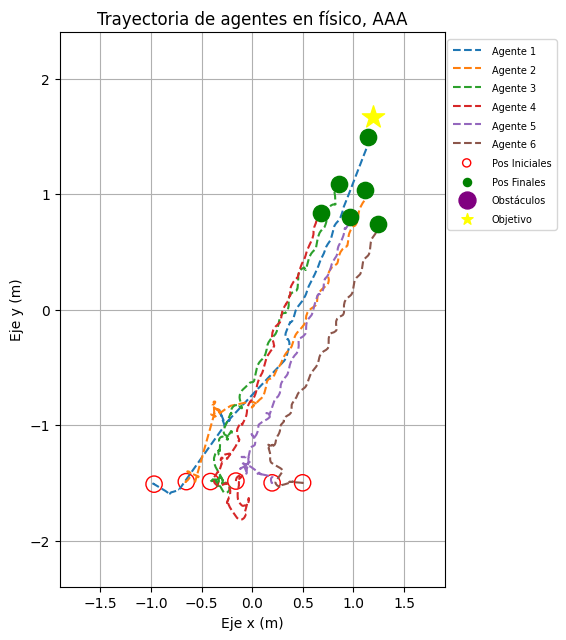 Trayectoria de agentes en físico, AAA
Agente 1
Agente 2
Agente 3
Agente 4
Agente 5
Agente 6
Pos Iniciales
Pos Finales
Obstáculos
Objetivo
Eje y (m)
2
1
0
−1
−2
−1.5
−1.0
−0.5
0.0
0.5
1.0
1.5
Eje x (m)